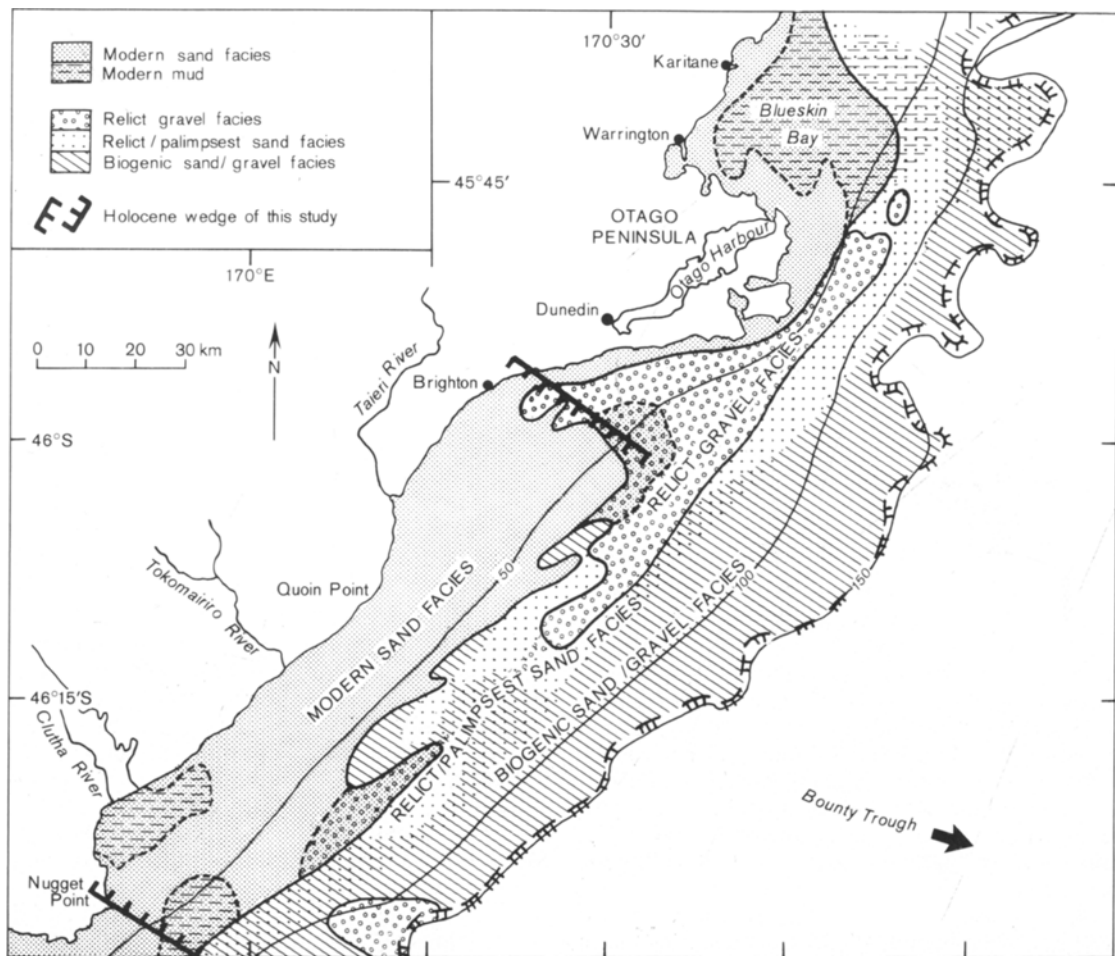 Modern sand facies
Modern mud
Relict gravel facies
Relict / palimpsest sand facies
Biogenic sand / gravel facies
Holocene wedge of this study
170°30′
Karitane
Blueskin
Bay
Warrington
45°45′
OTAGO
PENINSULA
Otago Harbour
170°E
Dunedin
0 10 20 30 km
N
Taieri River
Brighton
46°S
RELICT GRAVEL FACIES
Tokomairiro
River
Quoin Point
50
MODERN SAND FACIES
RELICT/PALIMPSEST SAND FACIES
100
150
BIOGENIC SAND/GRAVEL FACIES
46°15′S
Clutha
River
Bounty Trough
Nugget
Point